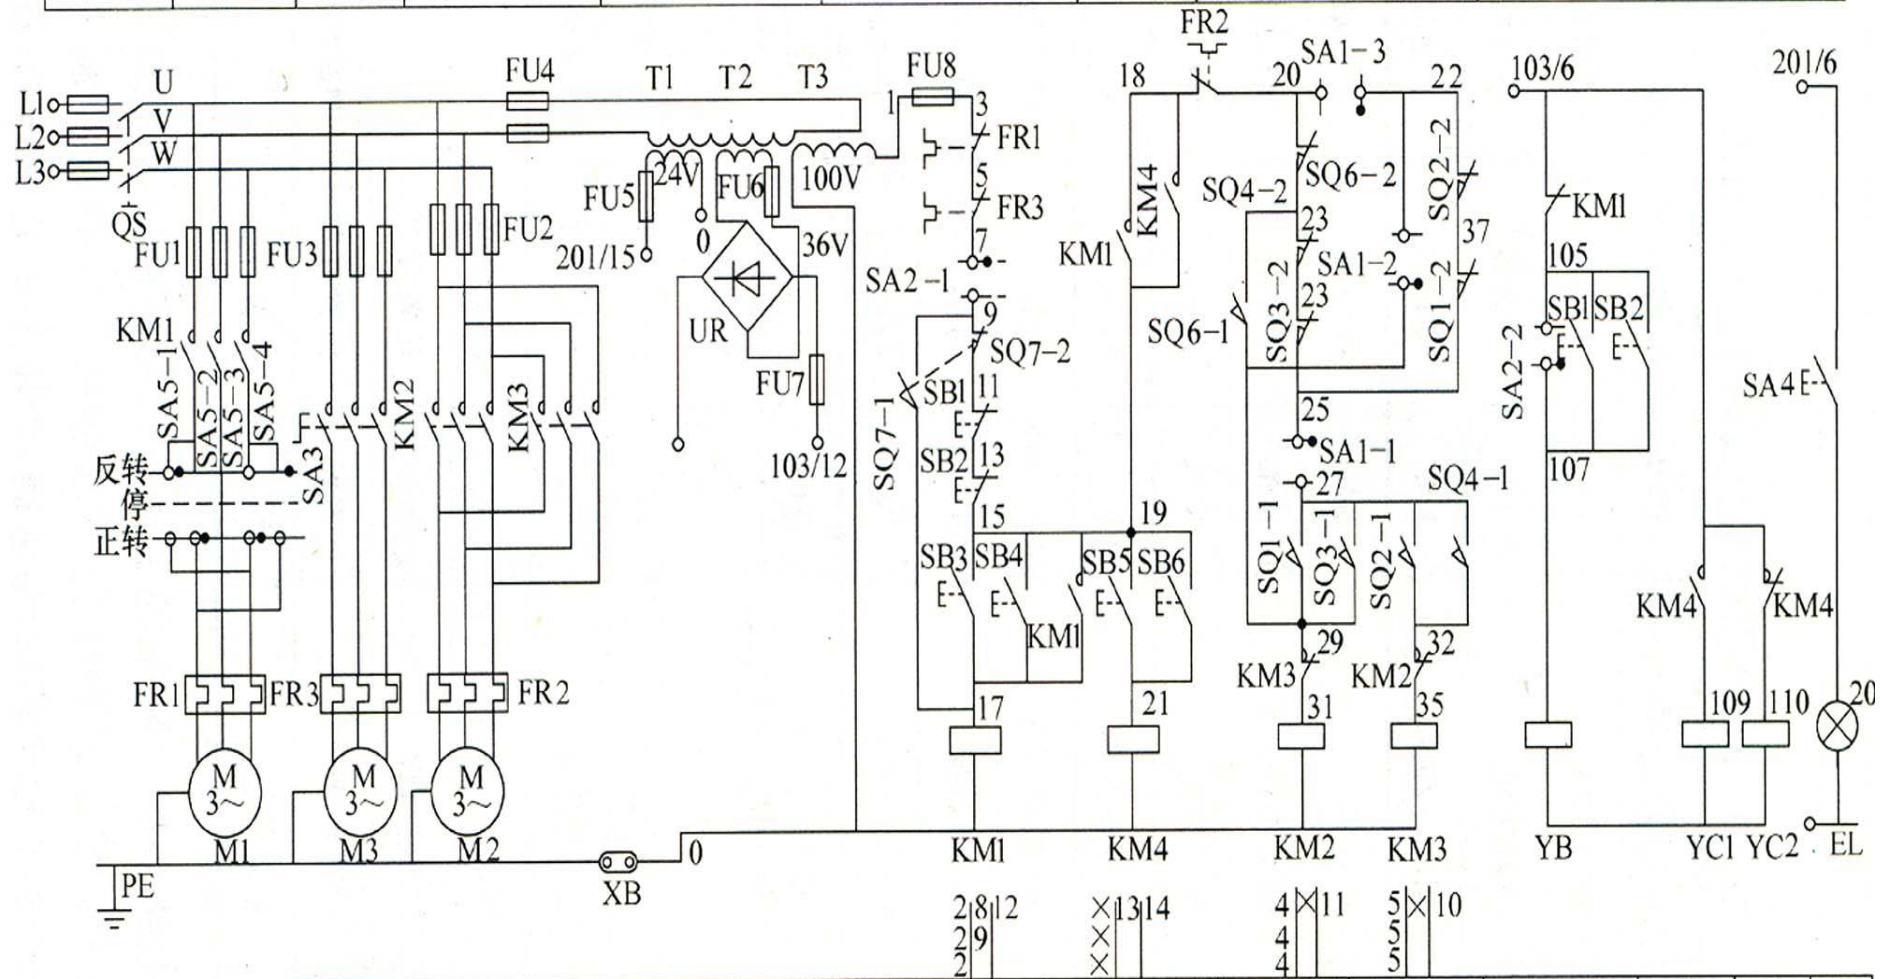 FR2
L1 U FU4 T1 T2 T3 FU8 18 20 SA1-3 22 103/6 201/6
1 3
L2 V FR1
L3 W 24V FU6 100V 5 KM4 SQ4-2 SQ6-2 SQ2-2
QS FU5 FR3 KM1
FU1 FU3 FU2 0 36V 7 KM1 23 37
201/15 SA2-1 SA1-2 105
KM1 UR 9 SQ6-1 SQ3-2 23 SQ1-2 SB1 SB2
SA5-1 SA5-2 SA5-3 SA5-4 SQ7-2
KM2 KM3 FU7 SB1 11 25 SA2-2 SA4
反转 SA3 103/12 SQ7-1 SB2 13 SA1-1 107
停 27 SQ4-1
正转 15 19
SB3 SB4 SB5 SB6 SQ1-1 SQ3-1 SQ2-1
KM1 KM4 KM4
29 32
FR1 FR3 FR2 KM3 KM2
17 21 31 35 109 110 20
M M M
3~ 3~ 3~
M1 M3 M2 0 KM1 KM4 KM2 KM3 YB YC1 YC2 EL
PE XB
2 8 12 13 14 4 11 5 10
2 9 4 5
2 4 5